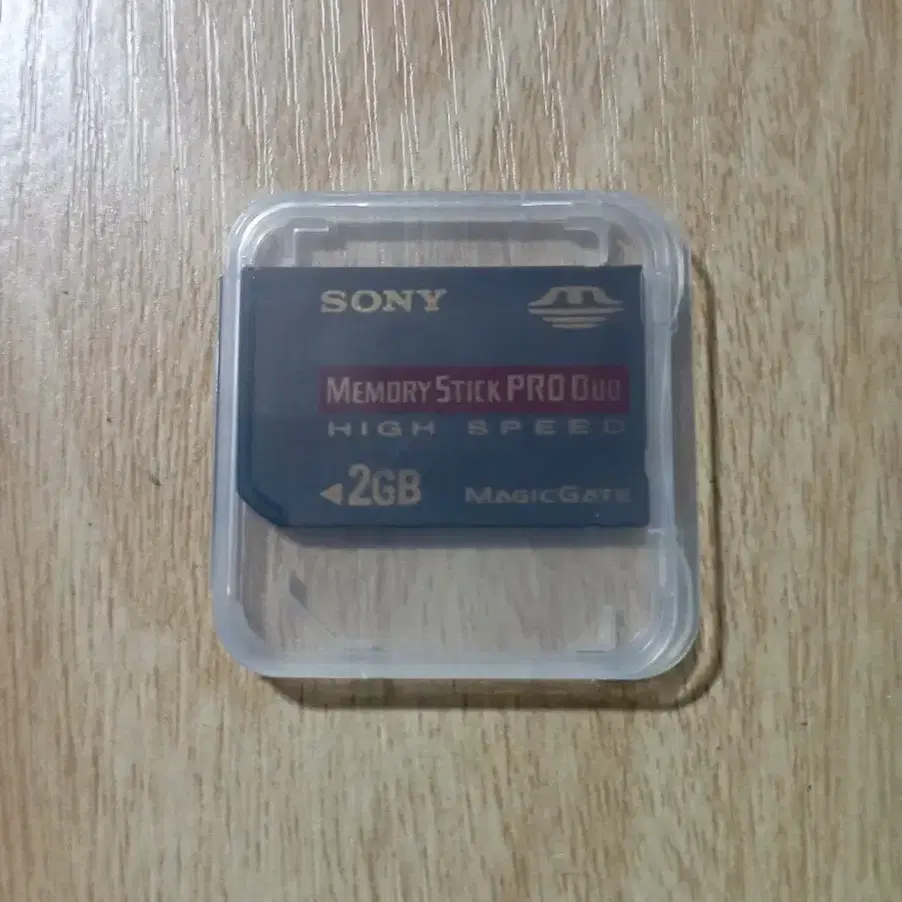 SONY
MEMORY STICK PRO DUO
HIGH SPEED
2GB MAGICGATE